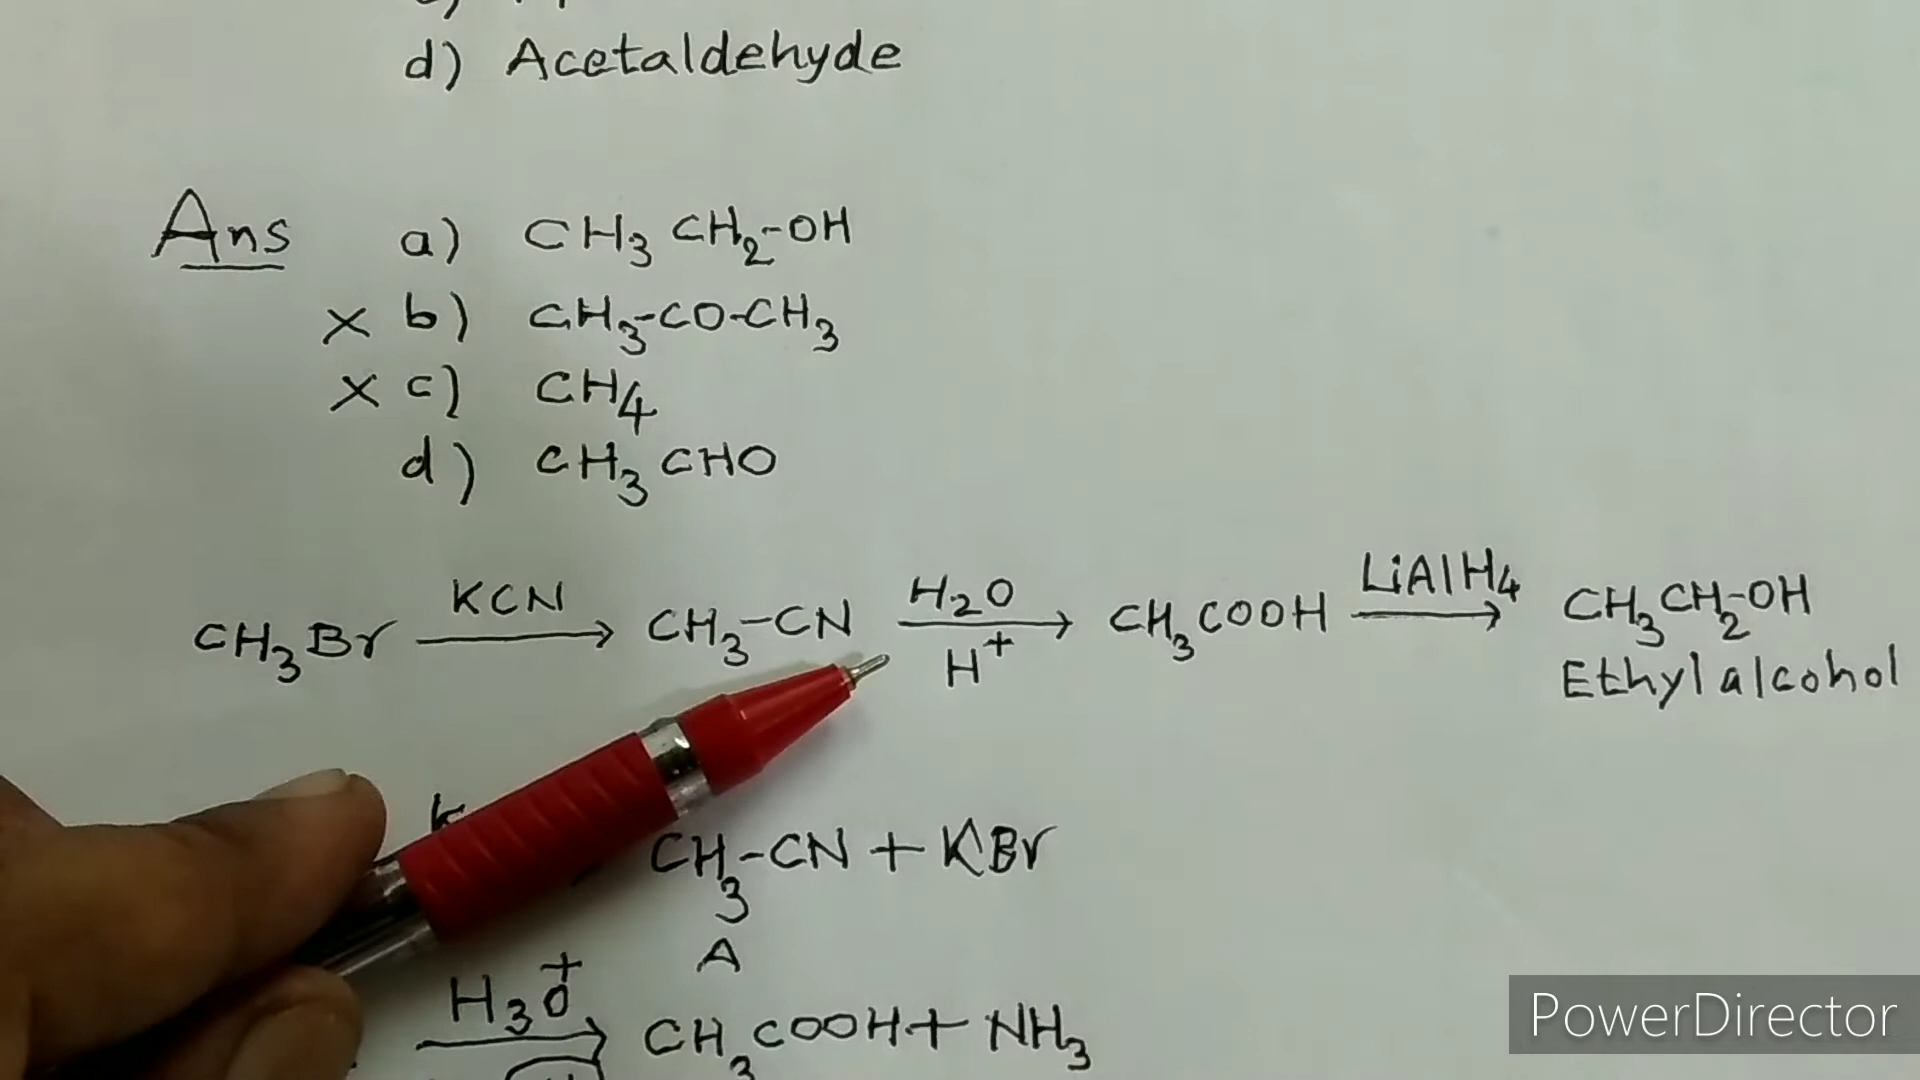 d) Acetaldehyde
Ans a) CH3 CH2-OH
x b) CH3-CO-CH3
x c) CH4
d) CH3 CHO
CH3Br KCN→ CH3-CN H2O→ H+ CH3COOH LiAlH4→ CH3CH2-OH
Ethyl alcohol
CH3-CN + KBr
A
H3O+→ CH3COOH + NH3
PowerDirector